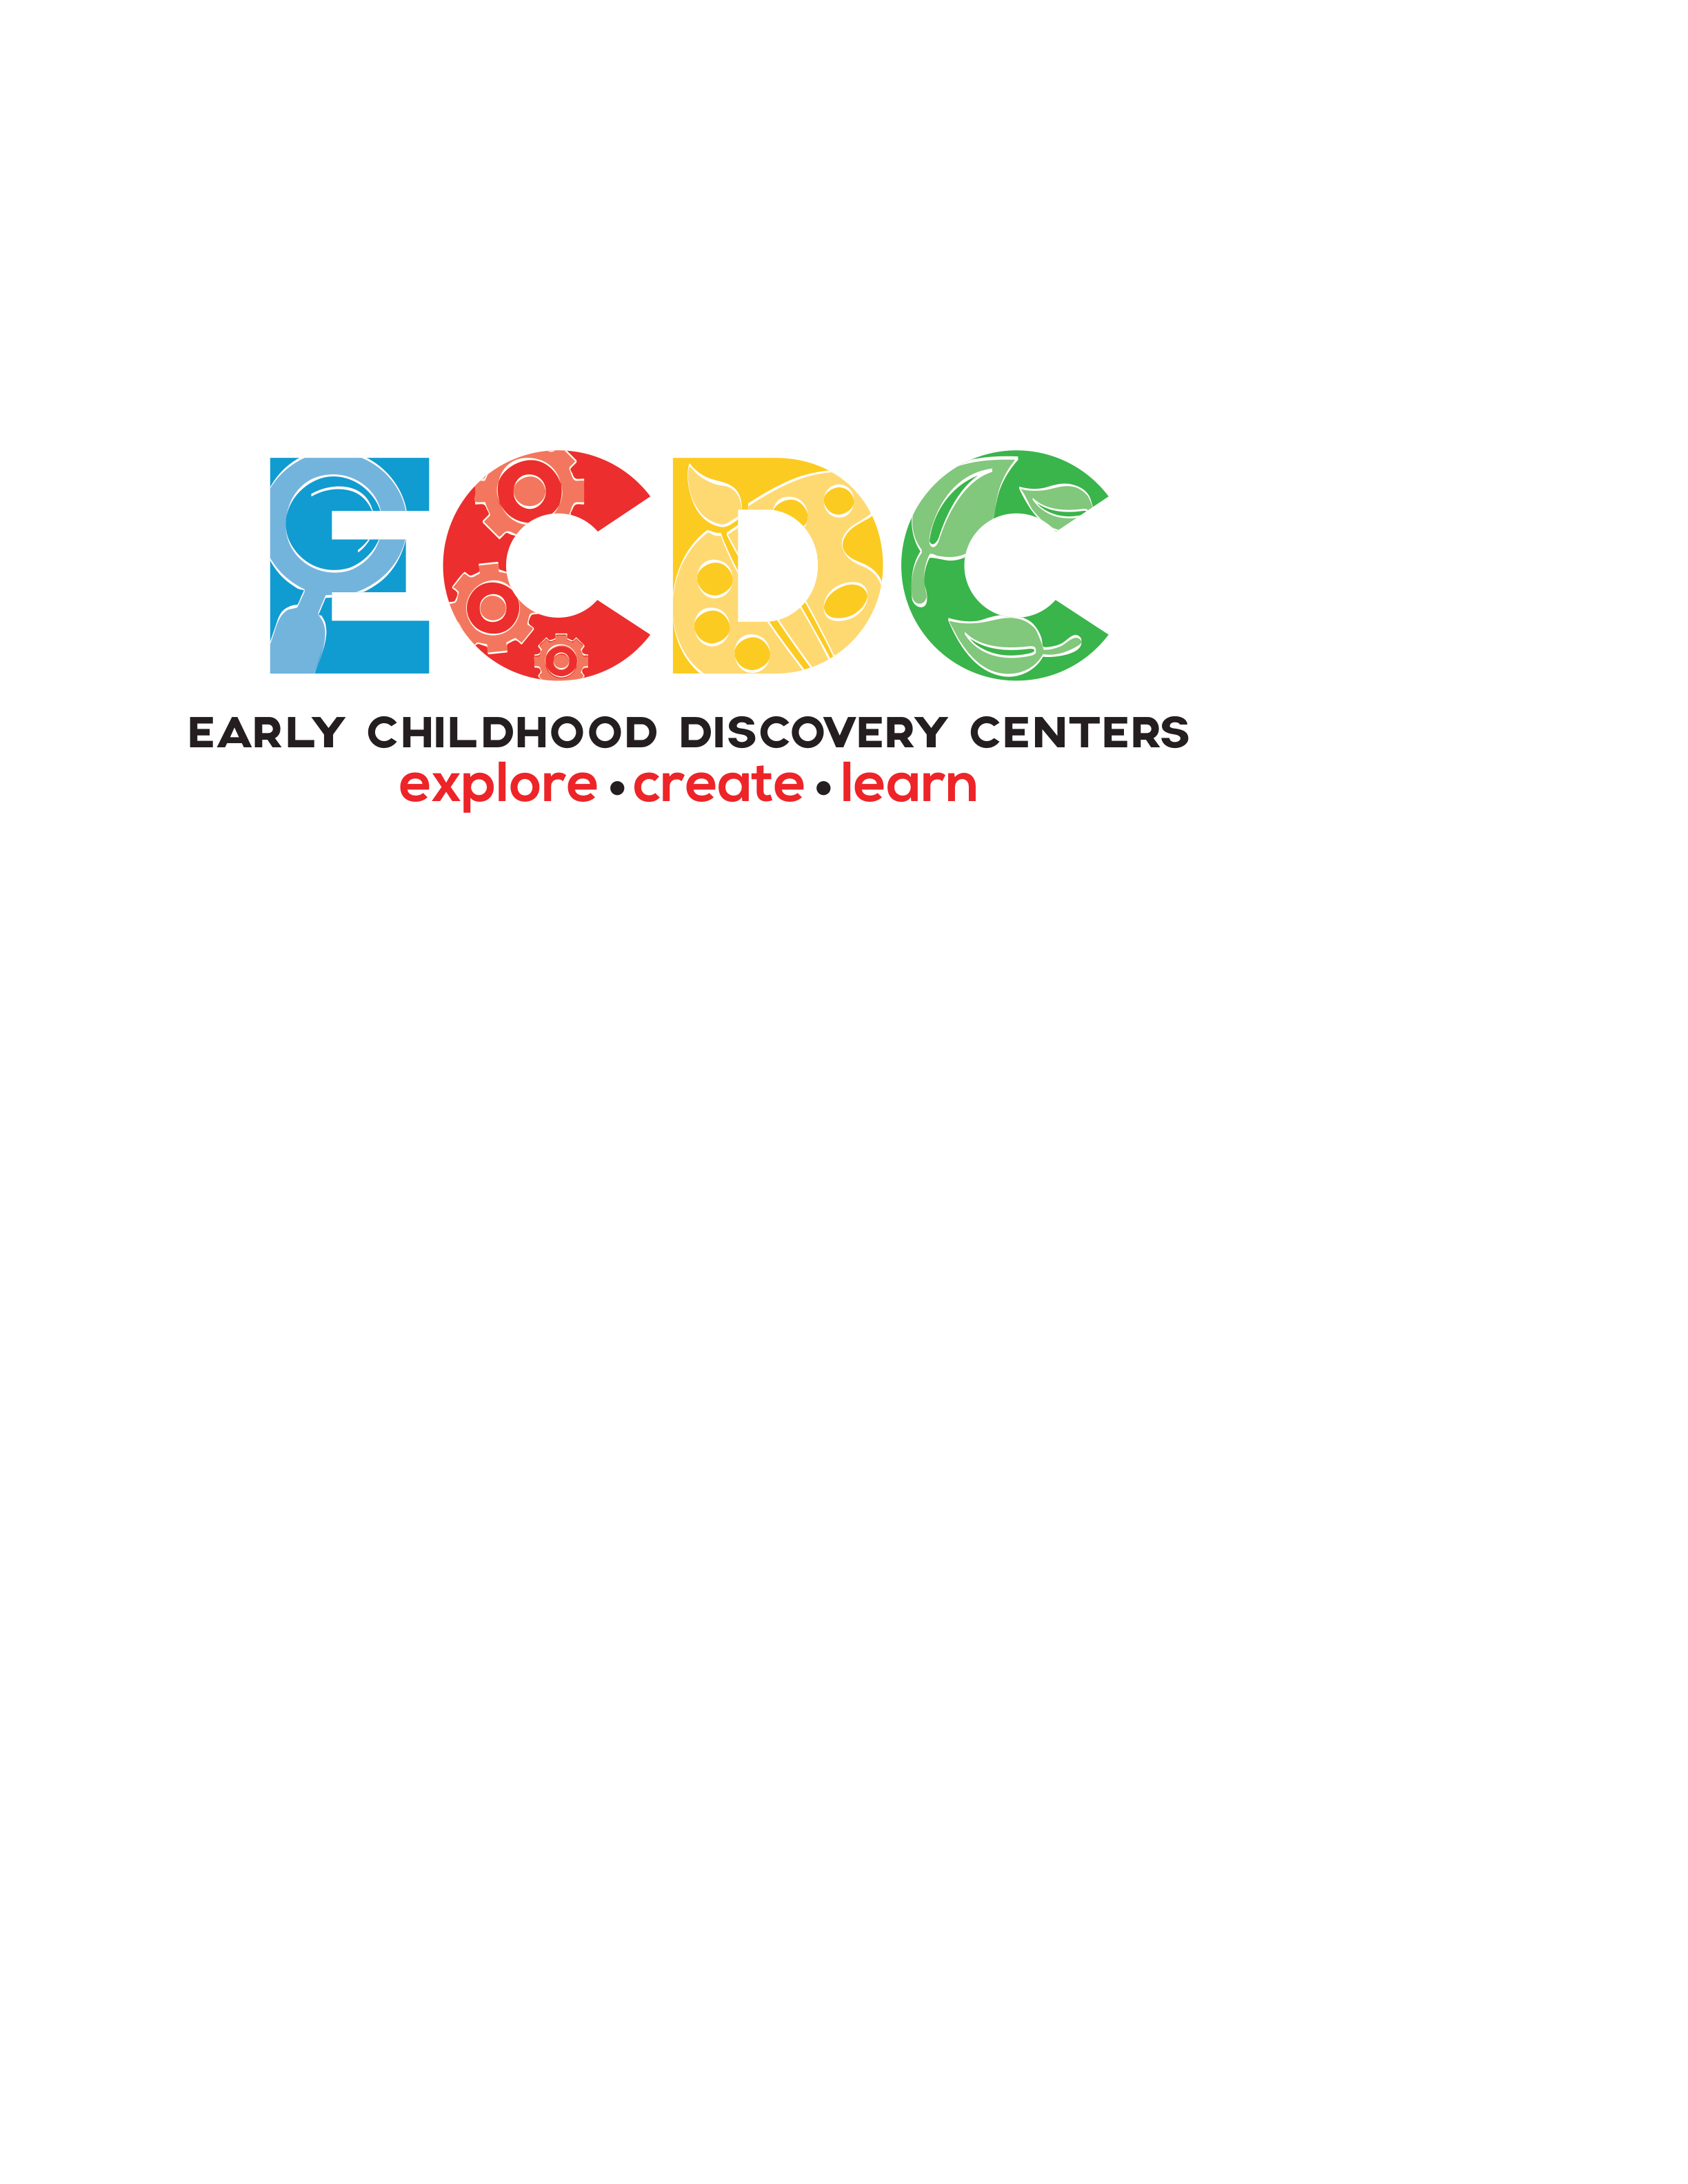 ECDC
EARLY CHILDHOOD DISCOVERY CENTERS
explore • create • learn